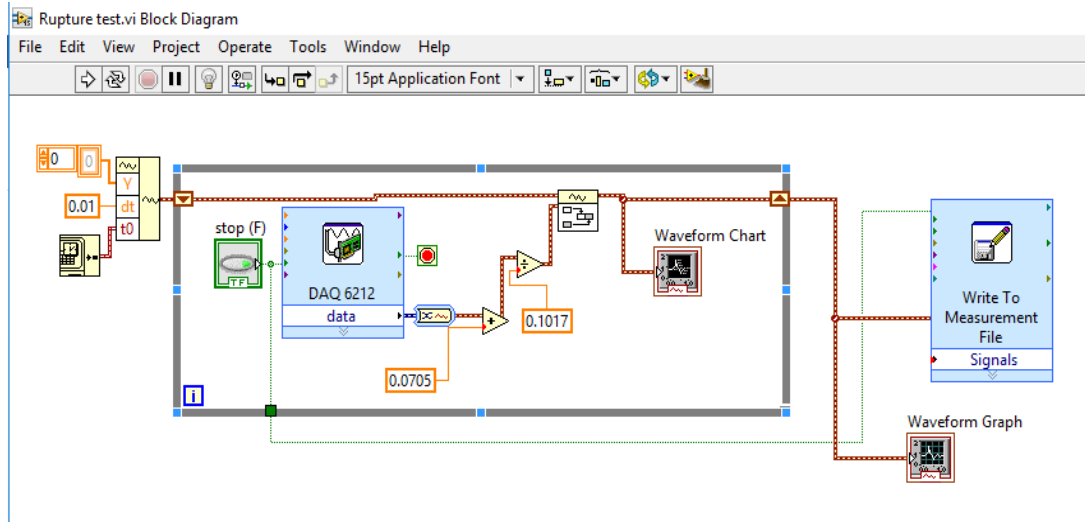 Rupture test.vi Block Diagram
File Edit View Project Operate Tools Window Help
15pt Application Font
0 0
Y
0.01 dt
t0
stop (F)
TF
DAQ 6212
data
0.0705
0.1017
i
Waveform Chart
Write To
Measurement
File
Signals
Waveform Graph